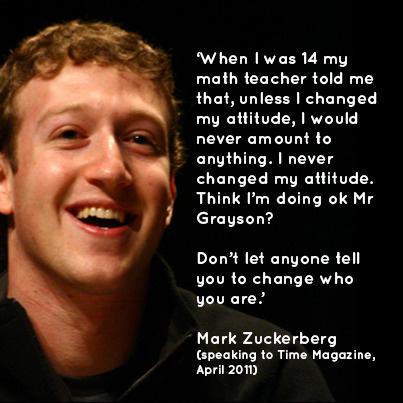 'When I was 14 my
math teacher told me
that, unless I changed
my attitude, I would
never amount to
anything. I never
changed my attitude.
Think I'm doing ok Mr
Grayson?
Don't let anyone tell
you to change who
you are.'
Mark Zuckerberg
(speaking to Time Magazine,
April 2011)